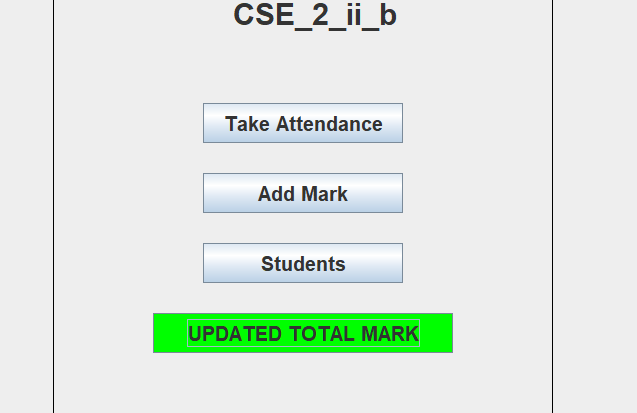 CSE_2_ii_b
Take Attendance
Add Mark
Students
UPDATED TOTAL MARK